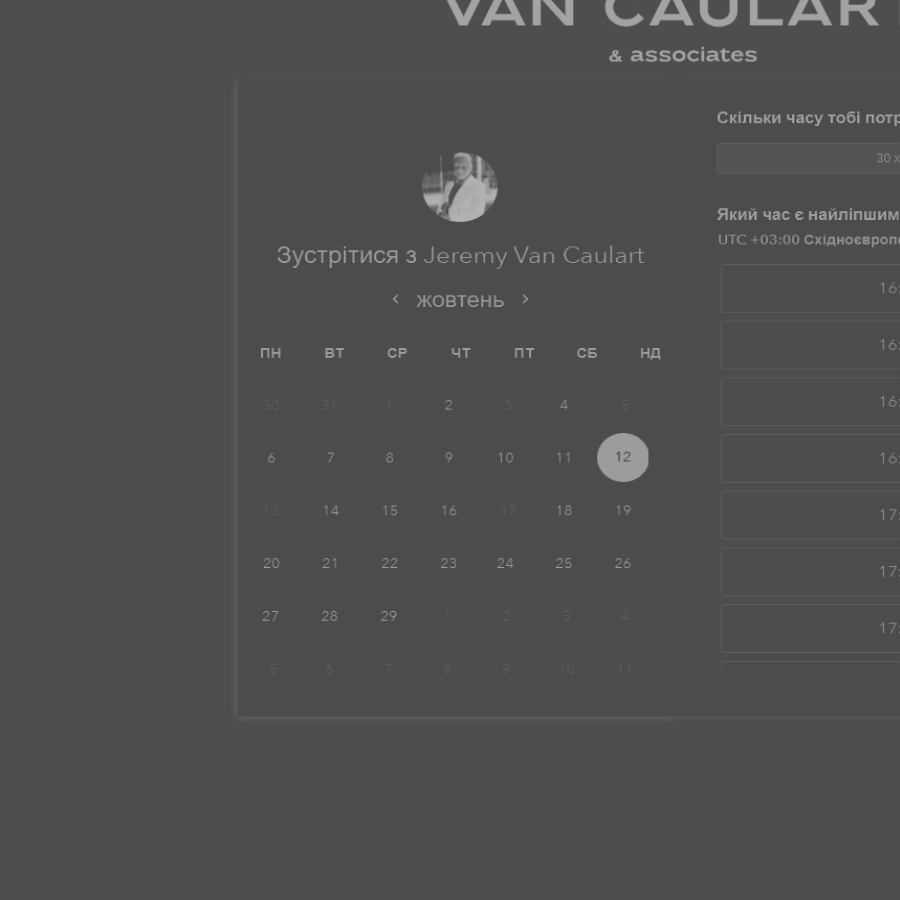 VAN CAULAR
& associates
Скільки часу тобі
30
Зустрітися з Jeremy Van Caulart
Який час є найліпшим
UTC +03:00
жовтень
ПН ВТ СР ЧТ ПТ СБ НД
30 31 1 2 3 4 5
6 7 8 9 10 11 12
13 14 15 16 17 18 19
20 21 22 23 24 25 26
27 28 29 1 2 3 4
5 6 7 8 9 10 11
16:
16:
16:
16:
17:
17:
17: